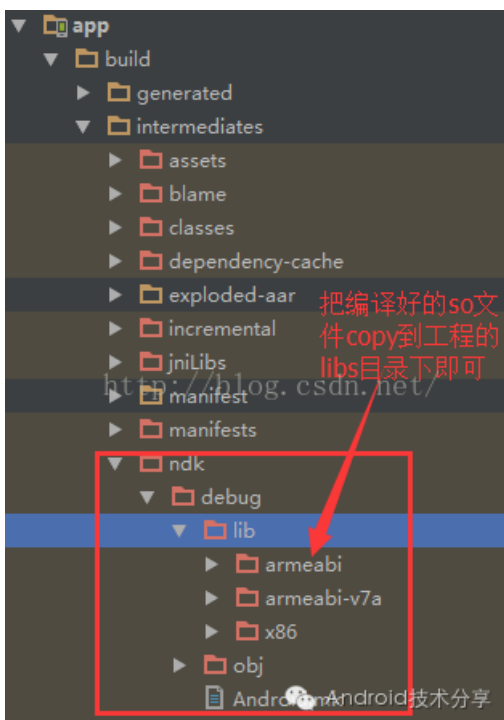 app
build
generated
intermediates
assets
blame
classes
dependency-cache
exploded-aar
把编译好的so文
件copy到工程的
incremental
libs目录下即可
jniLibs
http://blog.csdn.net/
manifest
manifests
ndk
debug
lib
armeabi
armeabi-v7a
x86
obj
Android技术分享